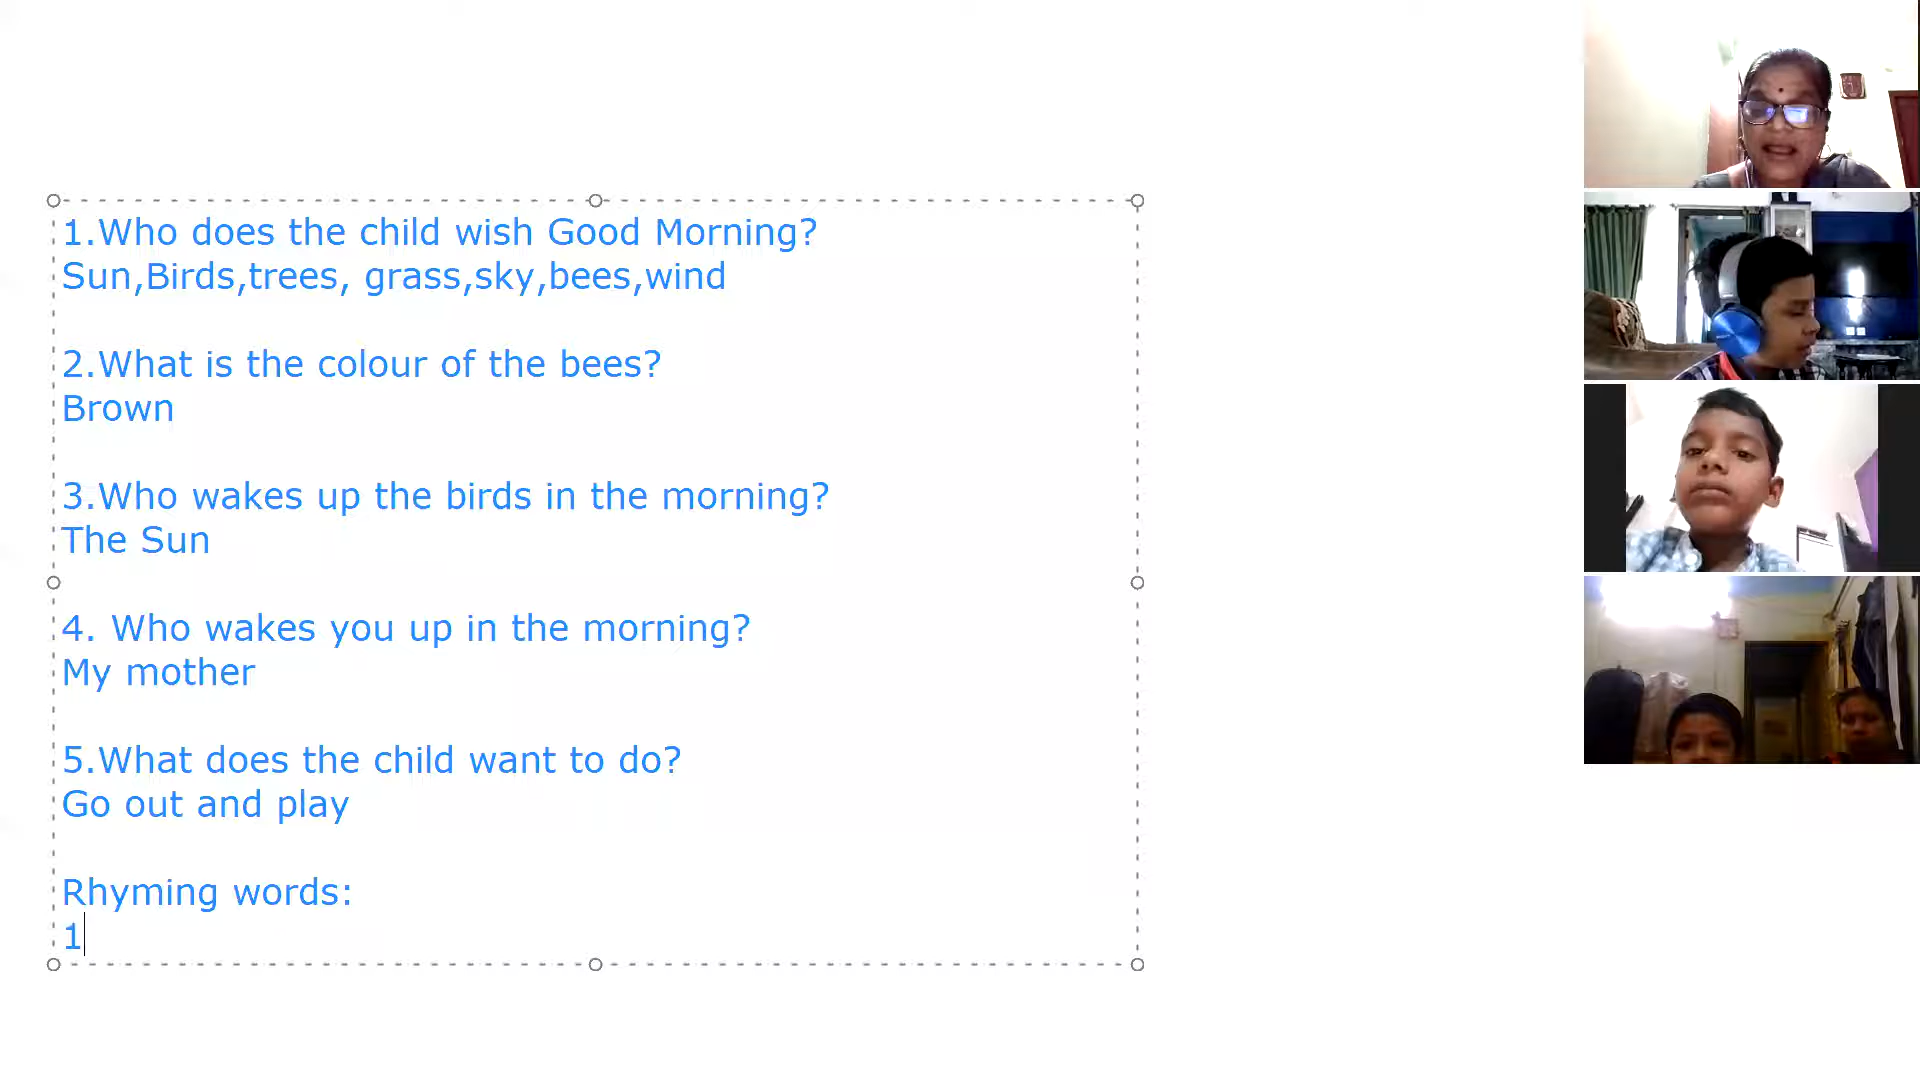 1.Who does the child wish Good Morning?
Sun,Birds,trees, grass,sky,bees,wind
2.What is the colour of the bees?
Brown
3.Who wakes up the birds in the morning?
The Sun
4. Who wakes you up in the morning?
My mother
5.What does the child want to do?
Go out and play
Rhyming words:
1